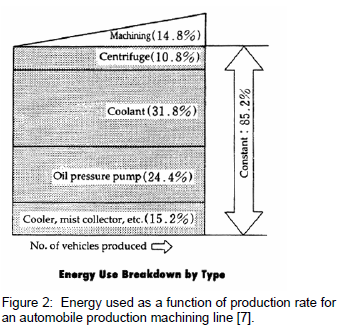 Machining(14.8%)
Centrifuge(10.8%)
Coolant(31.8%)
Oil pressure pump(24.4%)
Cooler, mist collector, etc.(15.2%)
Constant : 85.2%
No. of vehicles produced ⇨
Energy Use Breakdown by Type
Figure 2: Energy used as a function of production rate for
an automobile production machining line [7].